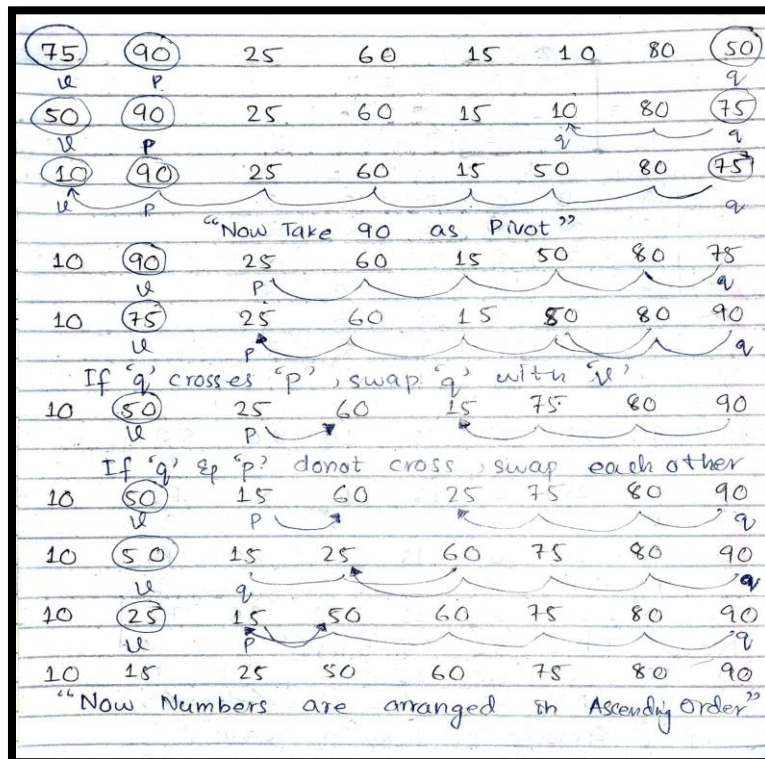 75 90 25 60 15 10 80 50
v p q
50 90 25 60 15 10 80 75
v p q q
10 90 25 60 15 50 80 75
v p q
"Now Take 90 as Pivot"
10 90 25 60 15 50 80 75
v p q
10 75 25 60 15 50 80 90
v p q
If 'q' crosses 'p', swap 'q' with 'v'
10 50 25 60 15 75 80 90
v p
If 'q' & 'p' donot cross, swap each other
10 50 15 60 25 75 80 90
v p q
10 50 15 25 60 75 80 90
v q q
10 25 15 50 60 75 80 90
v p q
10 15 25 50 60 75 80 90
"Now Numbers are arranged in Ascending order"